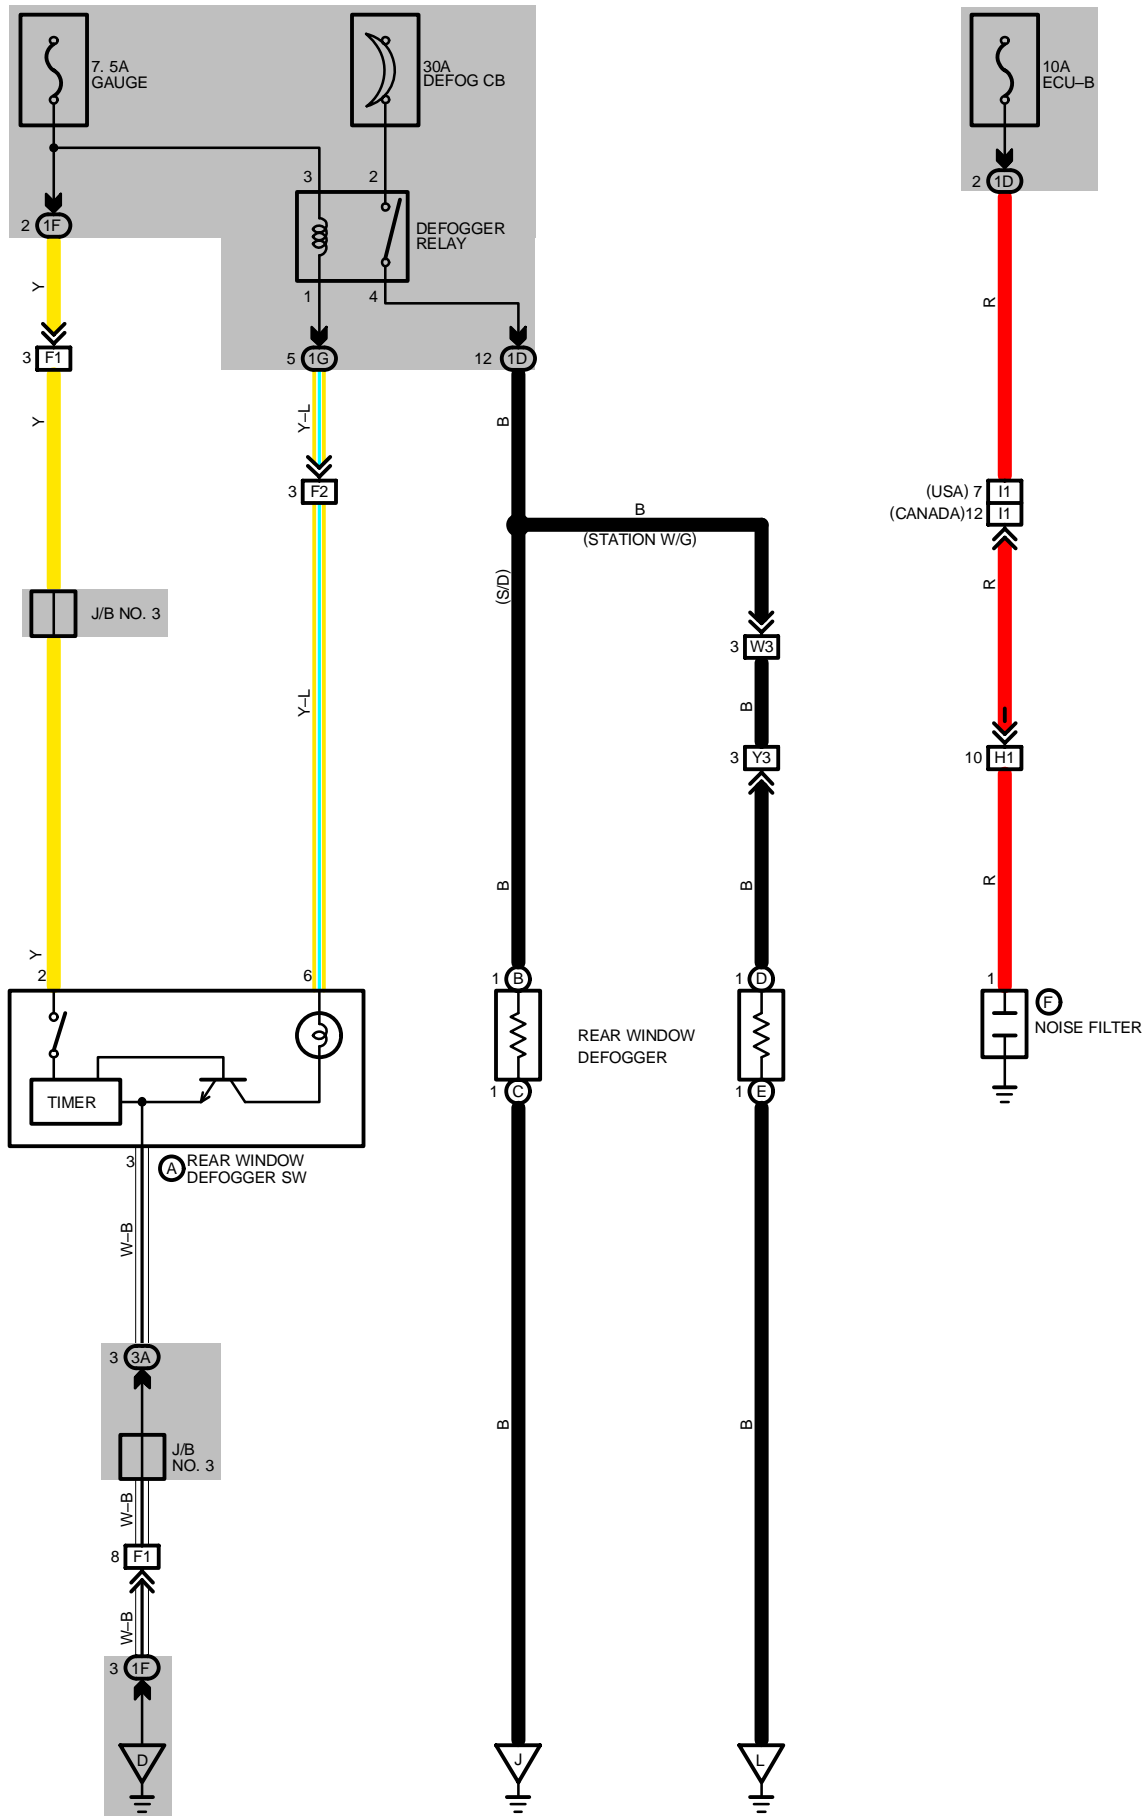 7. 5A
GAUGE
30A
DEFOG CB
10A
ECU–B
3
2
2 1D
2 1F
DEFOGGER
RELAY
1
4
Y
R
3 F1
5 1G
12 1D
Y
Y–L
B
3 F2
(USA) 7 I1
(CANADA)12 I1
B
(STATION W/G)
(S/D)
R
J/B NO. 3
3 W3
Y–L
B
3 Y3
10 H1
B
B
R
Y
2
6
1 B
1 D
1
F
NOISE FILTER
REAR WINDOW
DEFOGGER
TIMER
1 C
1 E
3
A REAR WINDOW
DEFOGGER SW
W–B
3 3A
B
B
J/B
NO. 3
W–B
8 F1
W–B
3 1F
D
J
L